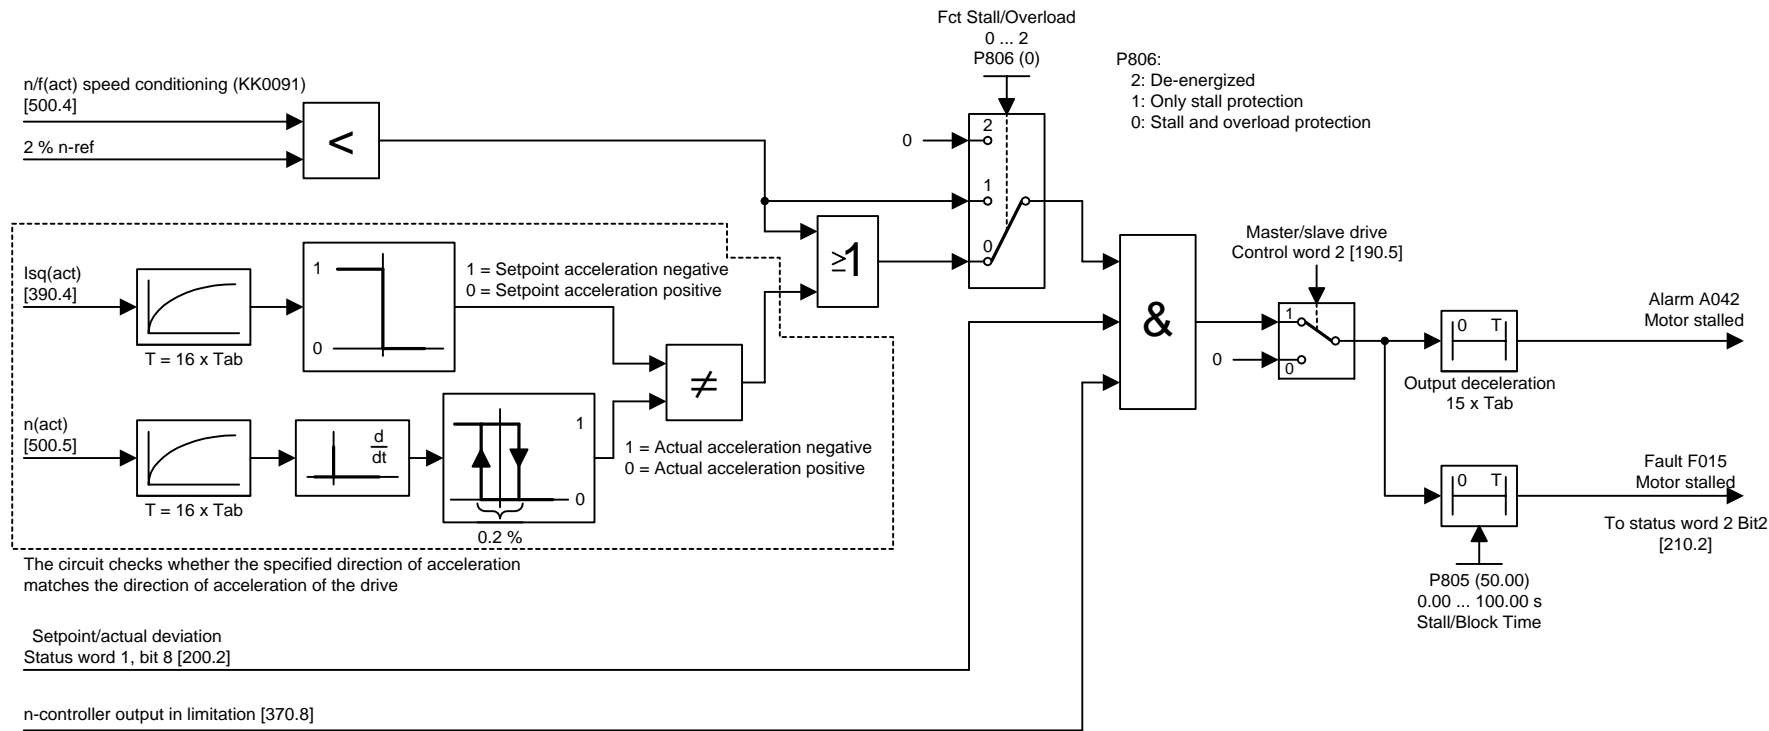 Fct Stall/Overload
0 ... 2
P806 (0)
P806:
2: De-energized
1: Only stall protection
0: Stall and overload protection
n/f(act) speed conditioning (KK0091)
[500.4]
2 % n-ref
<
0
2
1
0
≥1
Isq(act)
[390.4]
T = 16 x Tab
1
0
1 = Setpoint acceleration negative
0 = Setpoint acceleration positive
≠
n(act)
[500.5]
T = 16 x Tab
d
dt
1
0
0.2 %
1 = Actual acceleration negative
0 = Actual acceleration positive
The circuit checks whether the specified direction of acceleration
matches the direction of acceleration of the drive
Setpoint/actual deviation
Status word 1, bit 8 [200.2]
n-controller output in limitation [370.8]
&
Master/slave drive
Control word 2 [190.5]
1
0
0
0 T
Output deceleration
15 x Tab
Alarm A042
Motor stalled
0 T
Fault F015
Motor stalled
To status word 2 Bit2
[210.2]
P805 (50.00)
0.00 ... 100.00 s
Stall/Block Time